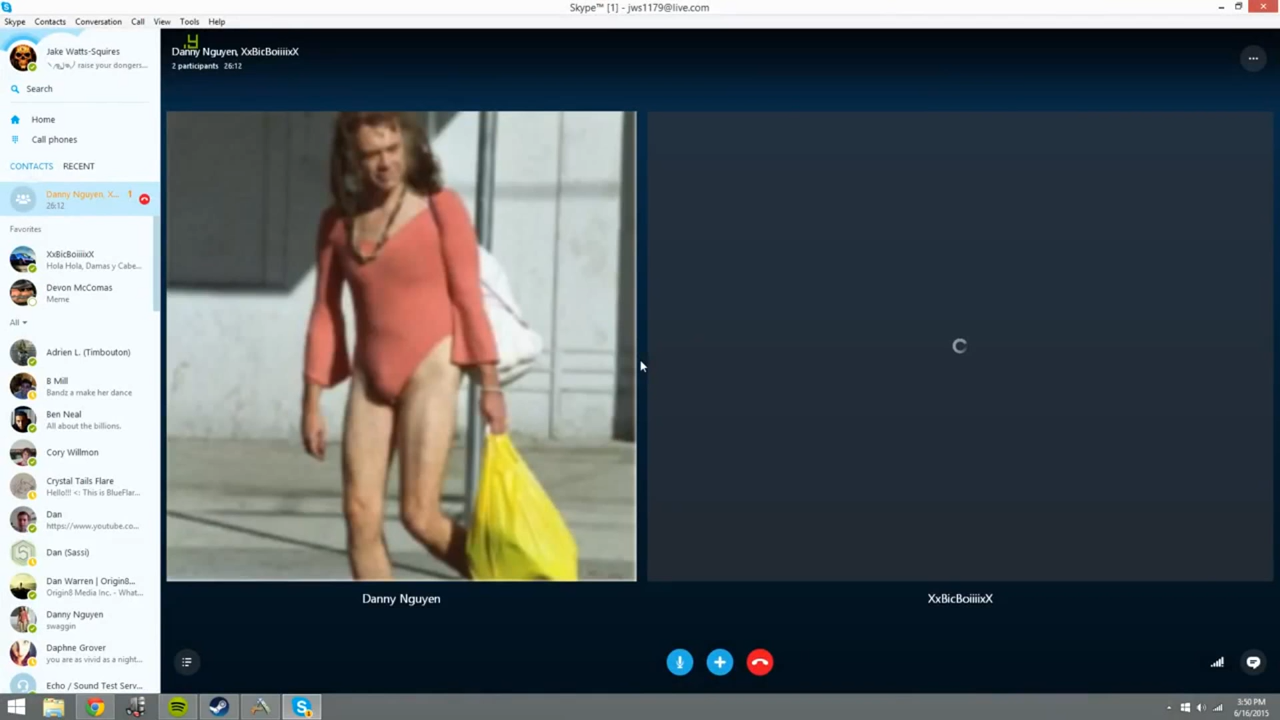 Skype™ [1] - jws1179@live.com
Skype Contacts Conversation Call View Tools Help
Jake Watts-Squires
raise your dongers...
Search
Home
Call phones
CONTACTS RECENT
Danny Nguyen, X... 1
26:12
Favorites
XxBicBoiiiixX
Hola Hola, Damas y Cabe...
Devon McComas
Meme
All
Adrien L. (Timbouton)
B Mill
Bandz a make her dance
Ben Neal
All about the billions.
Cory Willmon
Crystal Tails Flare
Hello!!! <: This is BlueFlar...
Dan
https://www.youtube.co...
Dan (Sassi)
Dan Warren | Origin8...
Origin8 Media Inc. - What...
Danny Nguyen
swaggin
Daphne Grover
you are as vivid as a night...
Echo / Sound Test Serv...
Danny Nguyen, XxBicBoiiiixX
2 participants 26:12
Danny Nguyen
XxBicBoiiiixX
3:50 PM
6/16/2015